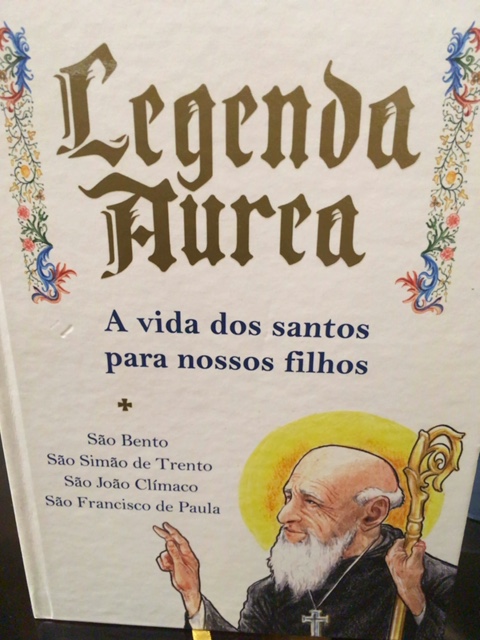 Legenda
Aurea
A vida dos santos
para nossos filhos
São Bento
São Simão de Trento
São João Clímaco
São Francisco de Paula